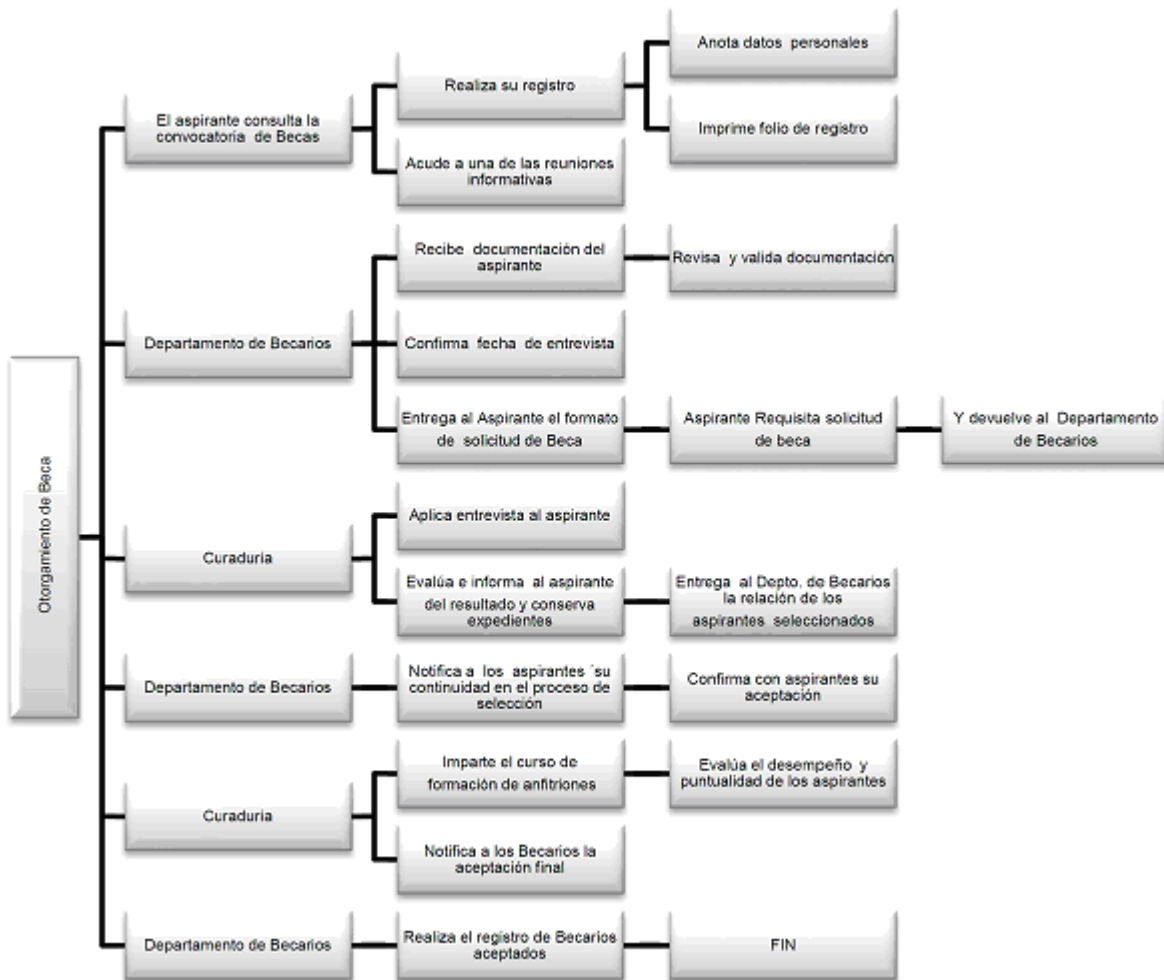 Otorgamiento de Beca
El aspirante consulta la
convocatoria de Becas
Realiza su registro
Anota datos personales
Imprime folio de registro
Acude a una de las reuniones
informativas
Departamento de Becarios
Recibe documentación del
aspirante
Revisa y valida documentación
Confirma fecha de entrevista
Entrega al Aspirante el formato
de solicitud de Beca
Aspirante Requisita solicitud
de beca
Y devuelve al Departamento
de Becarios
Curaduria
Aplica entrevista al aspirante
Evalúa e informa al aspirante
del resultado y conserva
expedientes
Entrega al Depto. de Becarios
la relación de los
aspirantes seleccionados
Departamento de Becarios
Notifica a los aspirantes ´su
continuidad en el proceso de
selección
Confirma con aspirantes su
aceptación
Curaduria
Imparte el curso de
formación de anfitriones
Evalúa el desempeño y
puntualidad de los aspirantes
Notifica a los Becarios la
aceptación final
Departamento de Becarios
Realiza el registro de Becarios
aceptados
FIN